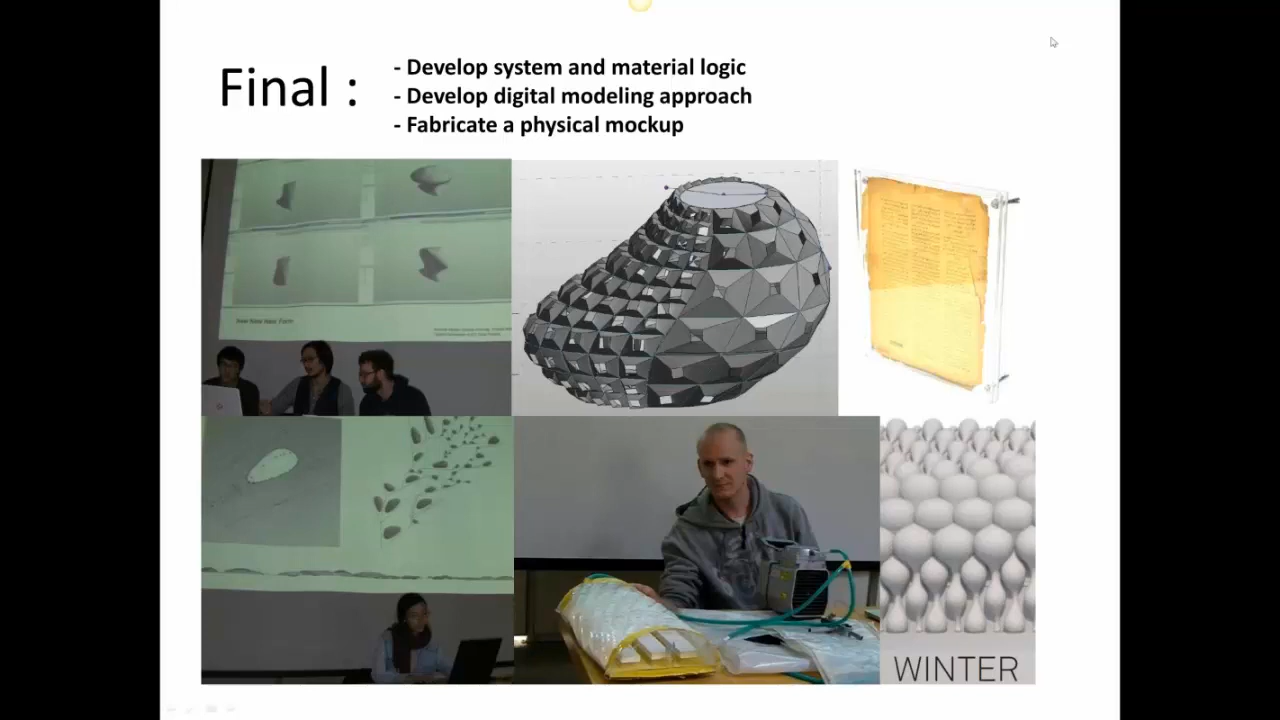 Final :
- Develop system and material logic
- Develop digital modeling approach
- Fabricate a physical mockup
WINTER